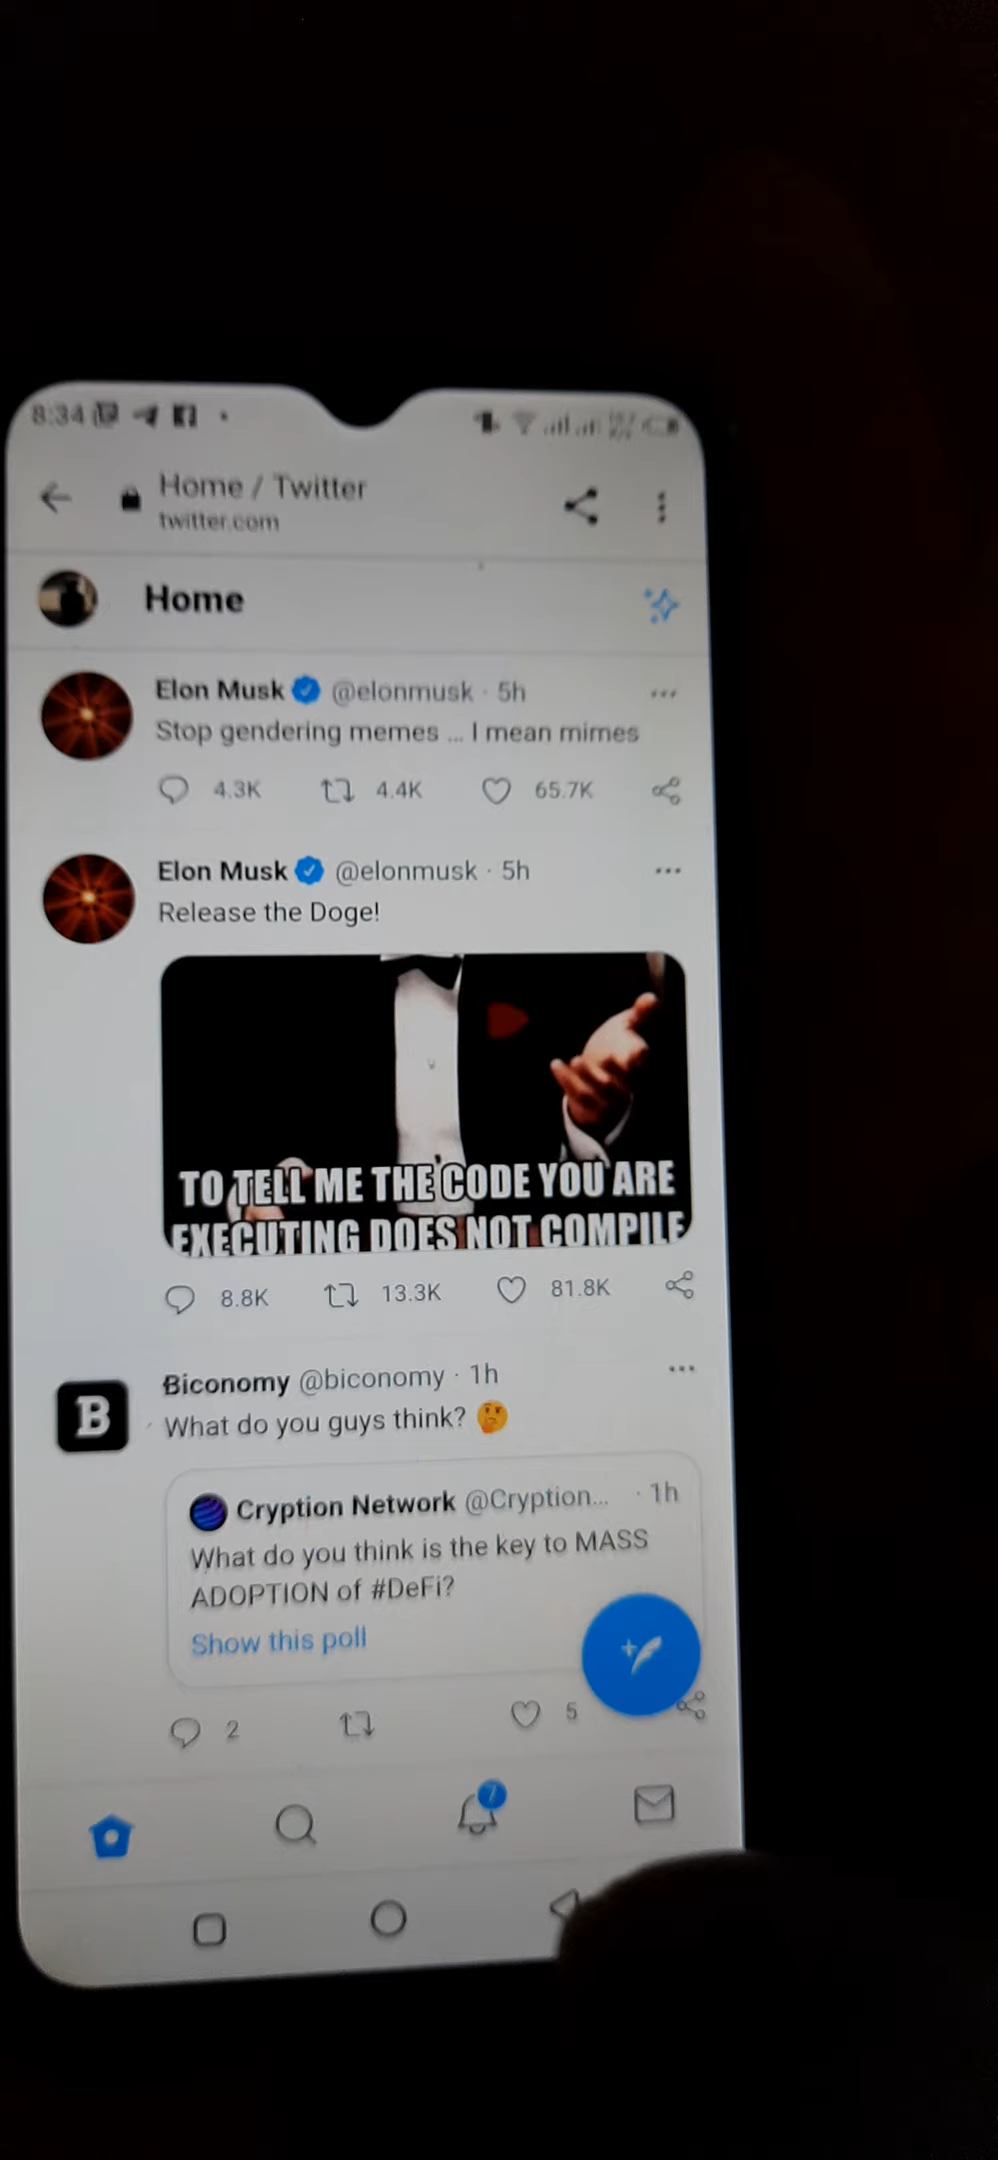 8:34
Home / Twitter
twitter.com
Home
Elon Musk @elonmusk · 5h
Stop gendering memes ... I mean mimes
4.3K 4.4K 65.7K
Elon Musk @elonmusk · 5h
Release the Doge!
TO TELL ME THE CODE YOU ARE
EXECUTING DOES NOT COMPILE
8.8K 13.3K 81.8K
B
Biconomy @biconomy · 1h
What do you guys think? 🤔
Cryption Network @Cryption... · 1h
What do you think is the key to MASS
ADOPTION of #DeFi?
Show this poll
2 5
7